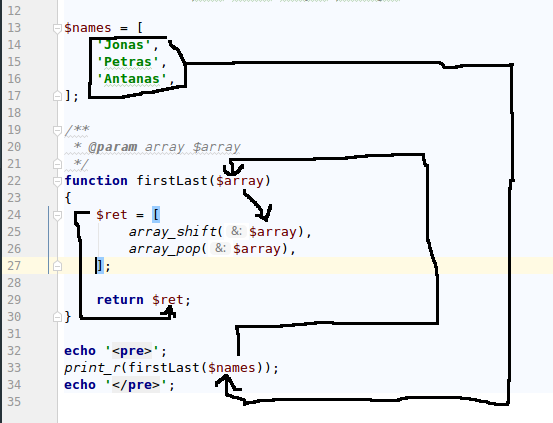 12
13 $names = [
14 'Jonas',
15 'Petras',
16 'Antanas',
17 ];
18
19 /**
20 * @param array $array
21 */
22 function firstLast($array)
23 {
24 $ret = [
25 array_shift( &: $array),
26 array_pop( &: $array),
27 ];
28
29 return $ret;
30 }
31
32 echo '<pre>';
33 print_r(firstLast($names));
34 echo '</pre>';
35